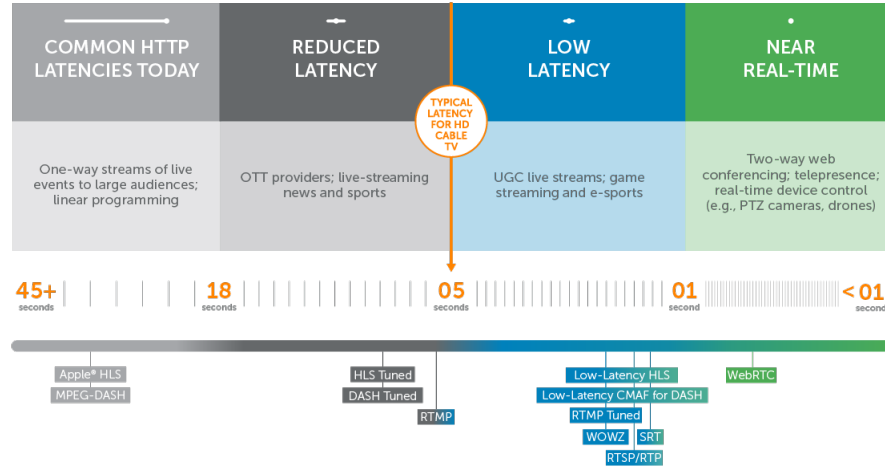 COMMON HTTP
LATENCIES TODAY
REDUCED
LATENCY
LOW
LATENCY
NEAR
REAL-TIME
TYPICAL
LATENCY
FOR HD
CABLE
TV
One-way streams of live
events to large audiences;
linear programming
OTT providers; live-streaming
news and sports
UGC live streams; game
streaming and e-sports
Two-way web
conferencing; telepresence;
real-time device control
(e.g., PTZ cameras, drones)
45+
seconds
18
seconds
05
seconds
01
second
< 01
second
Apple® HLS
MPEG-DASH
HLS Tuned
DASH Tuned
RTMP
Low-Latency HLS
Low-Latency CMAF for DASH
RTMP Tuned
WOWZ
SRT
RTSP/RTP
WebRTC